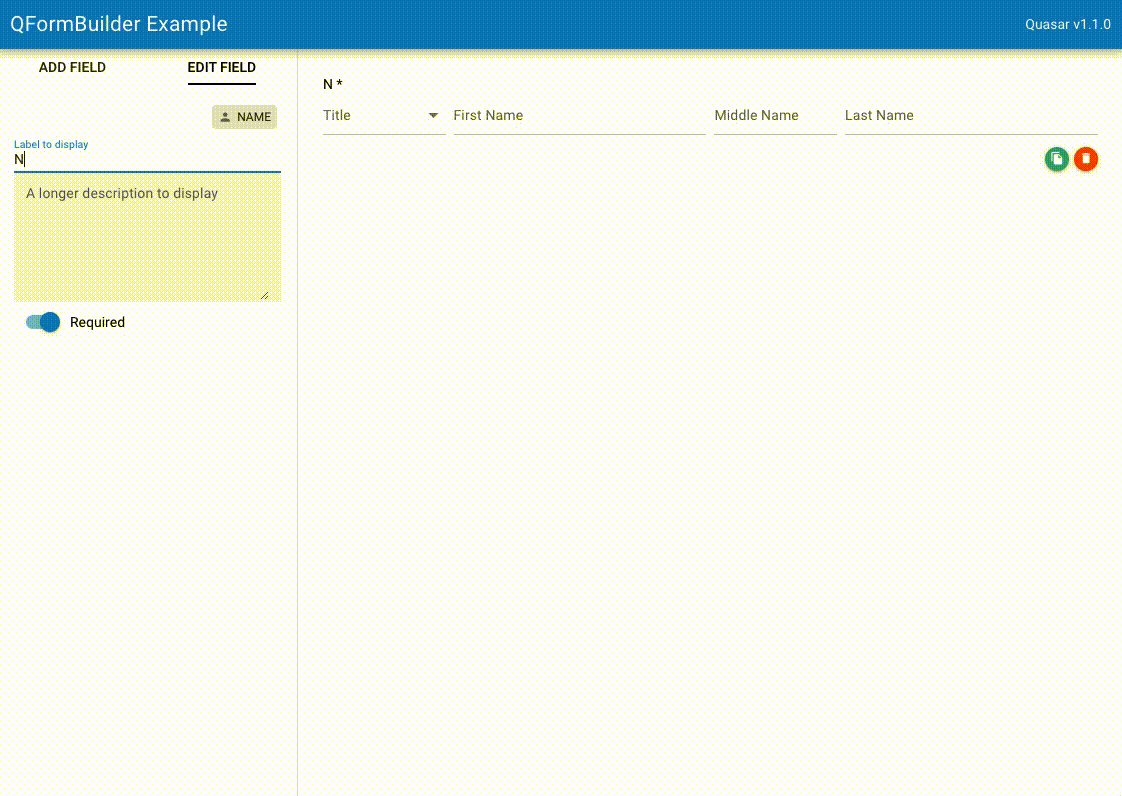 QFormBuilder Example
Quasar v1.1.0
ADD FIELD
EDIT FIELD
NAME
Label to display
N
A longer description to display
Required
N *
Title
First Name
Middle Name
Last Name